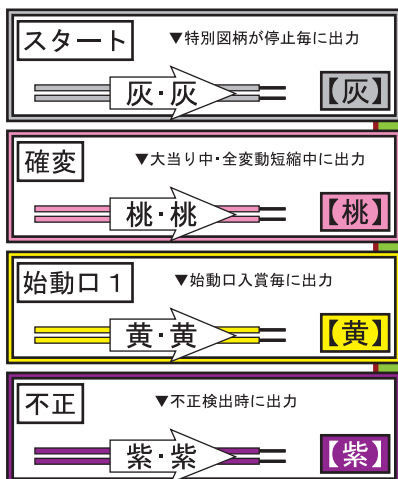 スタート ▼特別図柄が停止毎に出力
灰・灰 【灰】
確変 ▼大当り中・全変動短縮中に出力
桃・桃 【桃】
始動口1 ▼始動口入賞毎に出力
黄・黄 【黄】
不正 ▼不正検出時に出力
紫・紫 【紫】